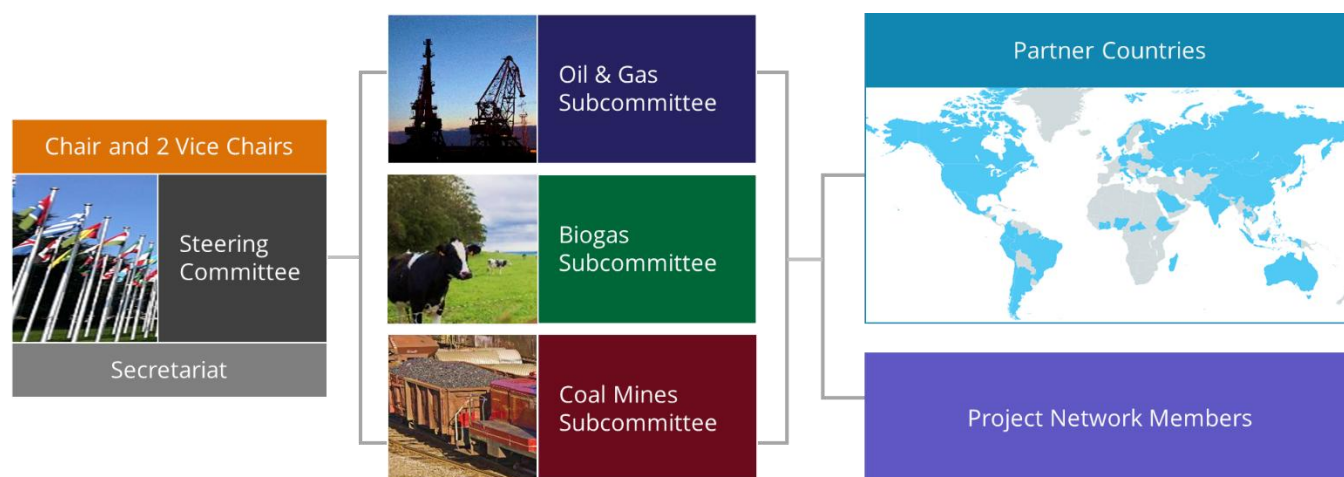 Chair and 2 Vice Chairs
Steering
Committee
Secretariat
Oil & Gas
Subcommittee
Biogas
Subcommittee
Coal Mines
Subcommittee
Partner Countries
Project Network Members